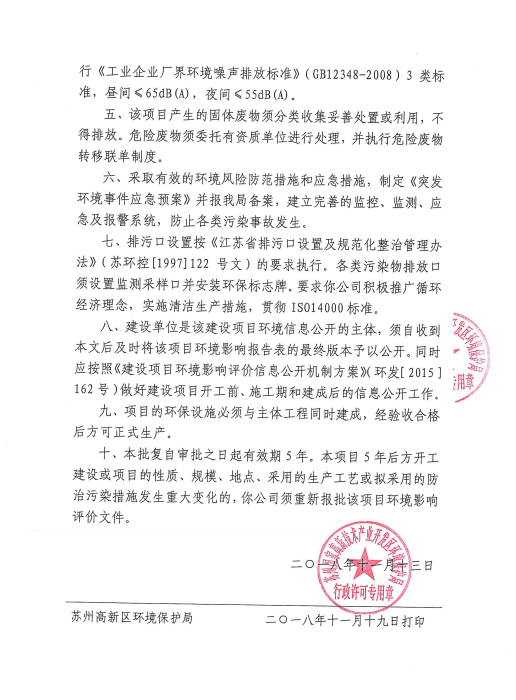 行《工业企业厂界环境噪声排放标准》(GB12348-2008) 3 类标
准，昼间≤65dB(A)，夜间≤55dB(A)。
五、该项目产生的固体废物须分类收集妥善处置或利用，不
得排放。危险废物须委托有资质单位进行处理，并执行危险废物
转移联单制度。
六、采取有效的环境风险防范措施和应急措施，制定《突发
环境事件应急预案》并报我局备案，建立完善的监控、监测、应
急及报警系统，防止各类污染事故发生。
七、排污口设置按《江苏省排污口设置及规范化整治管理办
法》（苏环控[1997]122 号文）的要求执行。各类污染物排放口
须设置监测采样口并安装环保标志牌。要求你公司积极推广循环
经济理念，实施清洁生产措施，贯彻 ISO14000 标准。
八、建设单位是该建设项目环境信息公开的主体，须自收到
本文后及时将该项目环境影响报告表的最终版本予以公开。同时
应按照《建设项目环境影响评价信息公开机制方案》（环发[2015]
162 号）做好建设项目开工前、施工期和建成后的信息公开工作。
九、项目的环保设施必须与主体工程同时建成，经验收合格
后方可正式生产。
十、本批复自审批之日起有效期 5 年。本项目 5 年后方开工
建设或项目的性质、规模、地点、采用的生产工艺或拟采用的防
治污染措施发生重大变化的，你公司须重新报批该项目环境影响
评价文件。
二〇一八年十一月十三日
苏州国家高新技术产业开发区环境保护局
行政许可专用章
苏州高新区环境保护局
二〇一八年十一月十九日打印